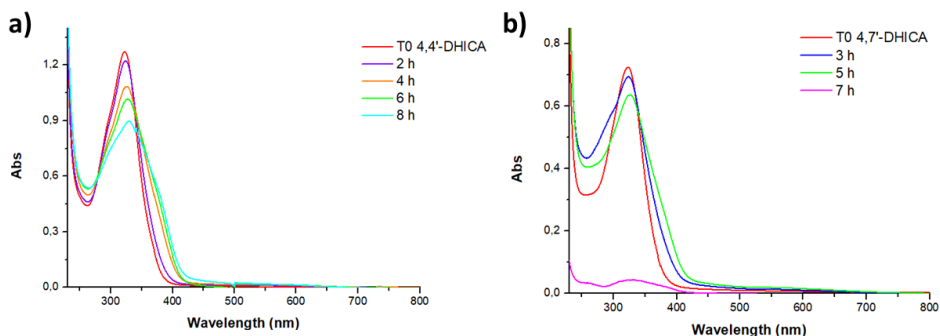 a)
T0 4,4'-DHICA
2 h
4 h
6 h
8 h
Abs
1,2
0,9
0,6
0,3
0,0
300 400 500 600 700 800
Wavelength (nm)
b)
T0 4,7'-DHICA
3 h
5 h
7 h
Abs
0,8
0,6
0,4
0,2
0,0
300 400 500 600 700 800
Wavelength (nm)